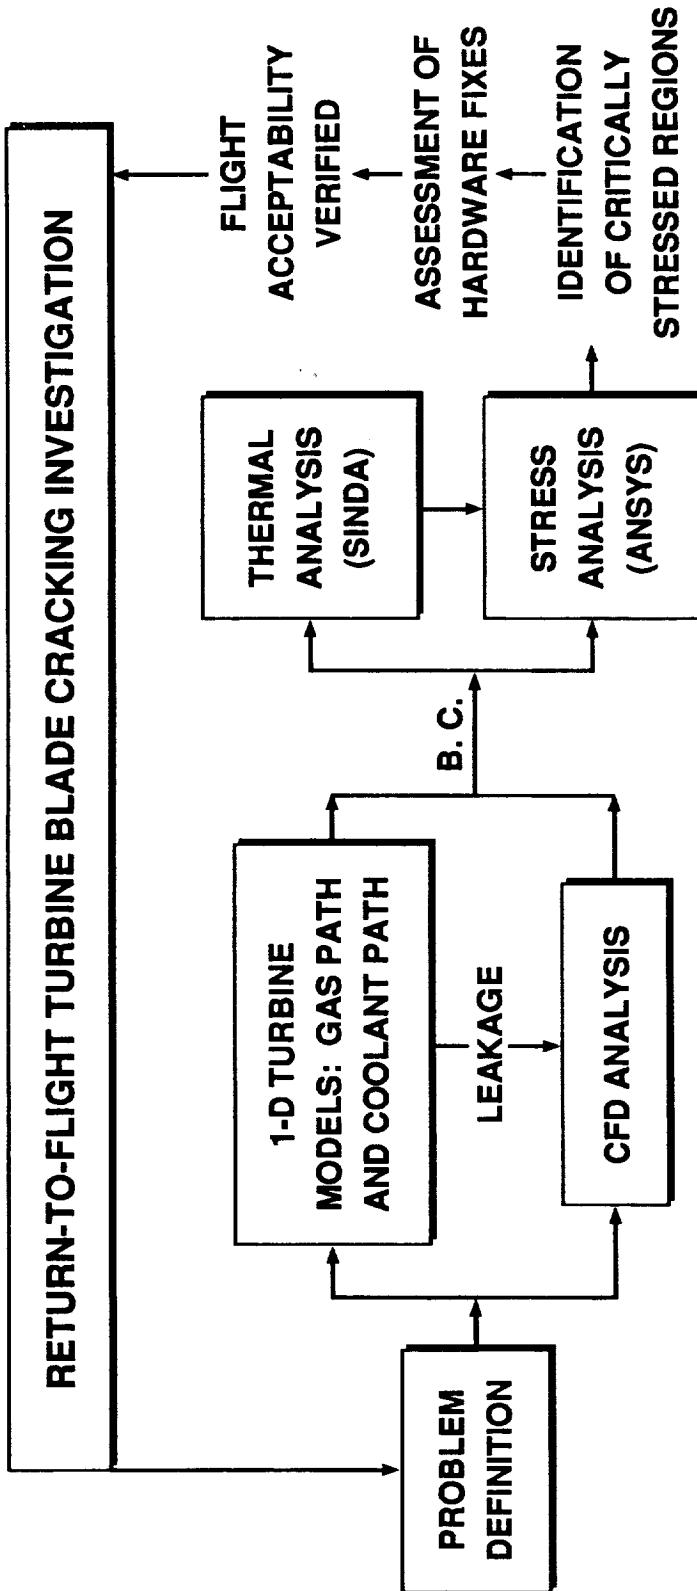 RETURN-TO-FLIGHT TURBINE BLADE CRACKING INVESTIGATION
PROBLEM
DEFINITION
1-D TURBINE
MODELS: GAS PATH
AND COOLANT PATH
LEAKAGE
CFD ANALYSIS
B. C.
THERMAL
ANALYSIS
(SINDA)
STRESS
ANALYSIS
(ANSYS)
IDENTIFICATION
OF CRITICALLY
STRESSED REGIONS
ASSESSMENT OF
HARDWARE FIXES
FLIGHT
ACCEPTABILITY
VERIFIED